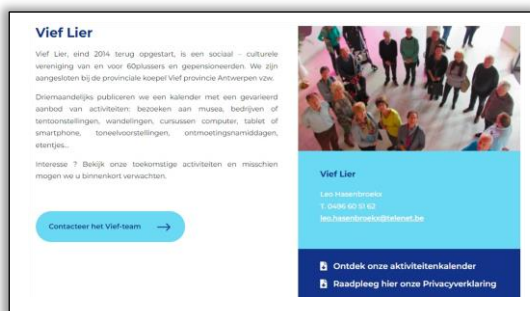 Vief Lier
Vief Lier, eind 2014 terug opgestart, is een sociaal - culturele
vereniging van en voor 60plussers en gepensioneerden. We zijn
aangesloten bij de provinciale koepel Vief provincie Antwerpen vzw.
Driemaandelijks publiceren we een kalender met een gevarieerd
aanbod van activiteiten: bezoeken aan musea, bedrijven of
tentoonstellingen, wandelingen, cursussen computer, tablet of
smartphone, toneelvoorstellingen, ontmoetingsnamiddagen,
etentjes...
Interesse ? Bekijk onze toekomstige activiteiten en misschien
mogen we u binnenkort verwachten.
Contacteer het Vief-team
Vief Lier
Leo Hasenbroekx
T. 0486 60 51 62
leo.hasenbroekx@telenet.be
Ontdek onze aktiviteitenkalender
Raadpleeg hier onze Privacyverklaring